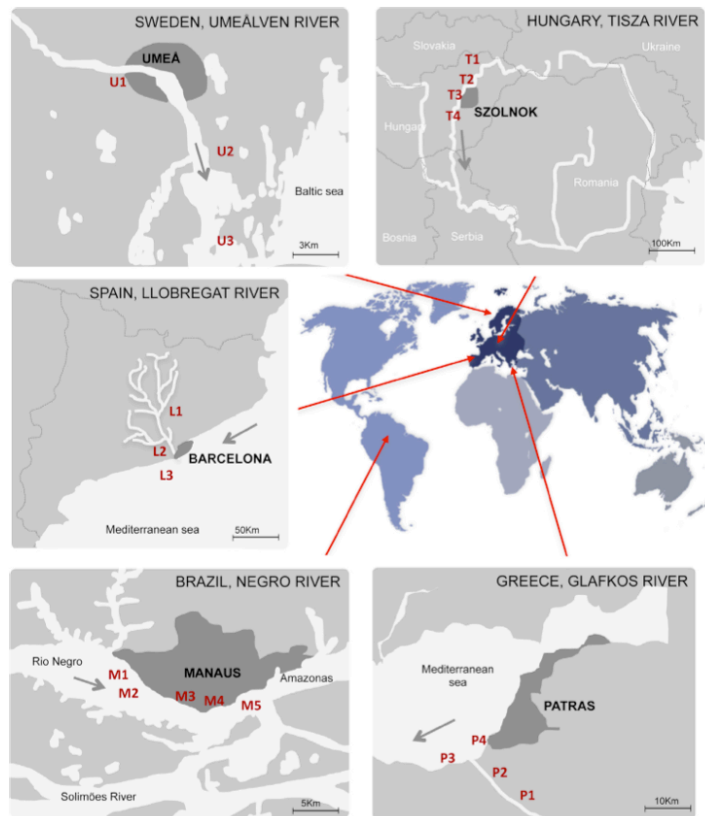 SWEDEN, UMEÄLVEN RIVER
UMEÅ
U1
U2
Baltic sea
U3
3Km
HUNGARY, TISZA RIVER
Slovakia
T1
Ukraine
T2
T3
SZOLNOK
T4
Hungar
Romania
Bosnia
Serbia
100Km
SPAIN, LLOBREGAT RIVER
L1
L2
BARCELONA
L3
Mediterranean sea
50Km
BRAZIL, NEGRO RIVER
Rio Negro
M1
MANAUS
Amazonas
M2
M3
M4
M5
Solimões River
5Km
GREECE, GLAFKOS RIVER
Mediterranean
sea
PATRAS
P4
P3
P2
P1
10Km